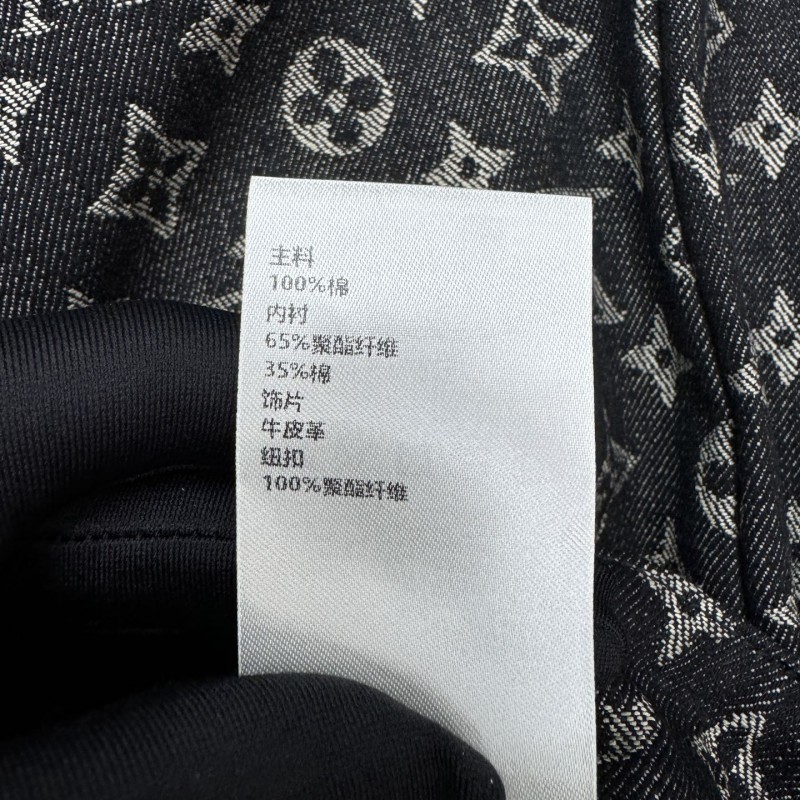 主料
100%棉
内衬
65%聚酯纤维
35%棉
饰片
牛皮革
纽扣
100%聚酯纤维